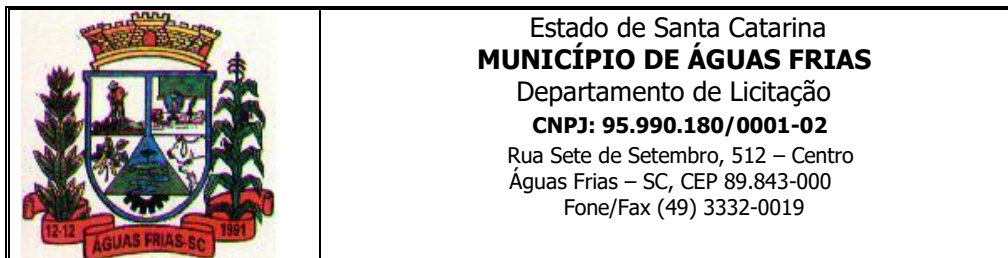 Estado de Santa Catarina
MUNICÍPIO DE ÁGUAS FRIAS
Departamento de Licitação
CNPJ: 95.990.180/0001-02
Rua Sete de Setembro, 512 – Centro
Águas Frias – SC, CEP 89.843-000
Fone/Fax (49) 3332-0019
12-12
ÁGUAS FRIAS-SC
1991